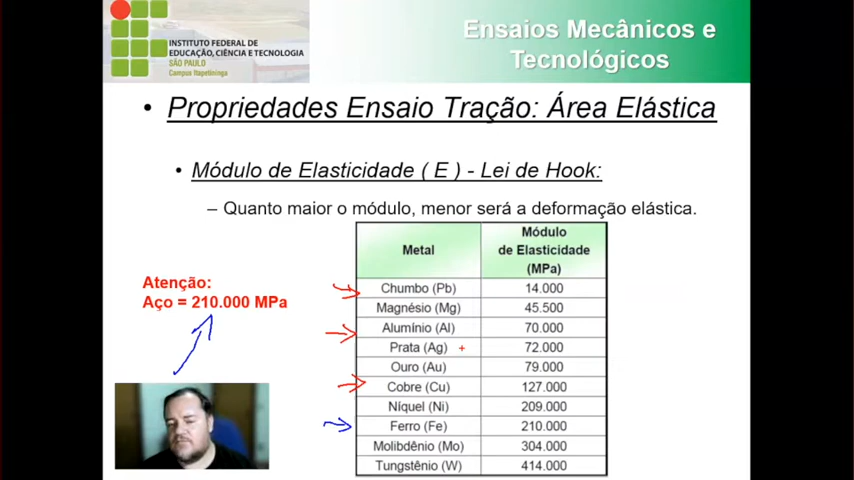 INSTITUTO FEDERAL DE
EDUCAÇÃO, CIÊNCIA E TECNOLOGIA
SÃO PAULO
Campus Itapetininga
Ensaios Mecânicos e
Tecnológicos
• Propriedades Ensaio Tração: Área Elástica
• Módulo de Elasticidade ( E ) - Lei de Hook:
– Quanto maior o módulo, menor será a deformação elástica.
Atenção:
Aço = 210.000 MPa
Metal Módulo de Elasticidade (MPa)
Chumbo (Pb) 14.000
Magnésio (Mg) 45.500
Alumínio (Al) 70.000
Prata (Ag) 72.000
Ouro (Au) 79.000
Cobre (Cu) 127.000
Níquel (Ni) 209.000
Ferro (Fe) 210.000
Molibdênio (Mo) 304.000
Tungstênio (W) 414.000